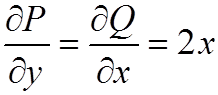 ∂P/∂y = ∂Q/∂x = 2x